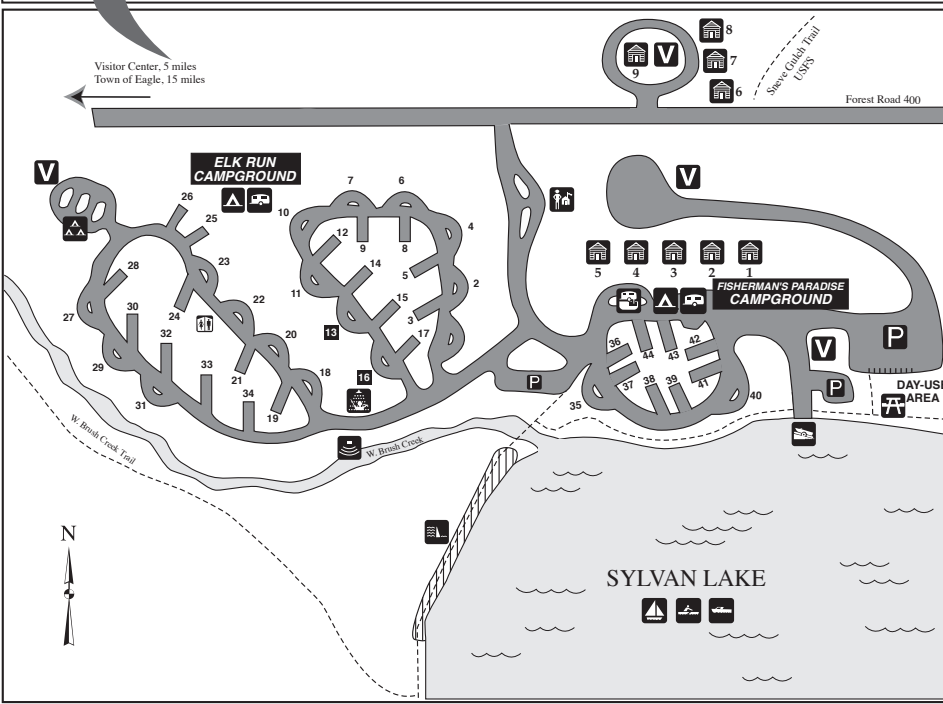 Visitor Center, 5 miles
Town of Eagle, 15 miles
8
V
9
7
6
Sneve Gulch Trail
USFS
Forest Road 400
ELK RUN
CAMPGROUND
V
V
26
25
7
6
10
12
9
8
4
23
14
5
28
11
2
22
15
3
27
24
30
13
17
32
20
29
16
33
21
18
31
34
19
5
4
3
2
1
FISHERMAN'S PARADISE
CAMPGROUND
36
44
43
42
V
P
37
38
39
41
P
P
35
40
DAY-USE
AREA
W. Brush Creek
W. Brush Creek Trail
N
SYLVAN LAKE